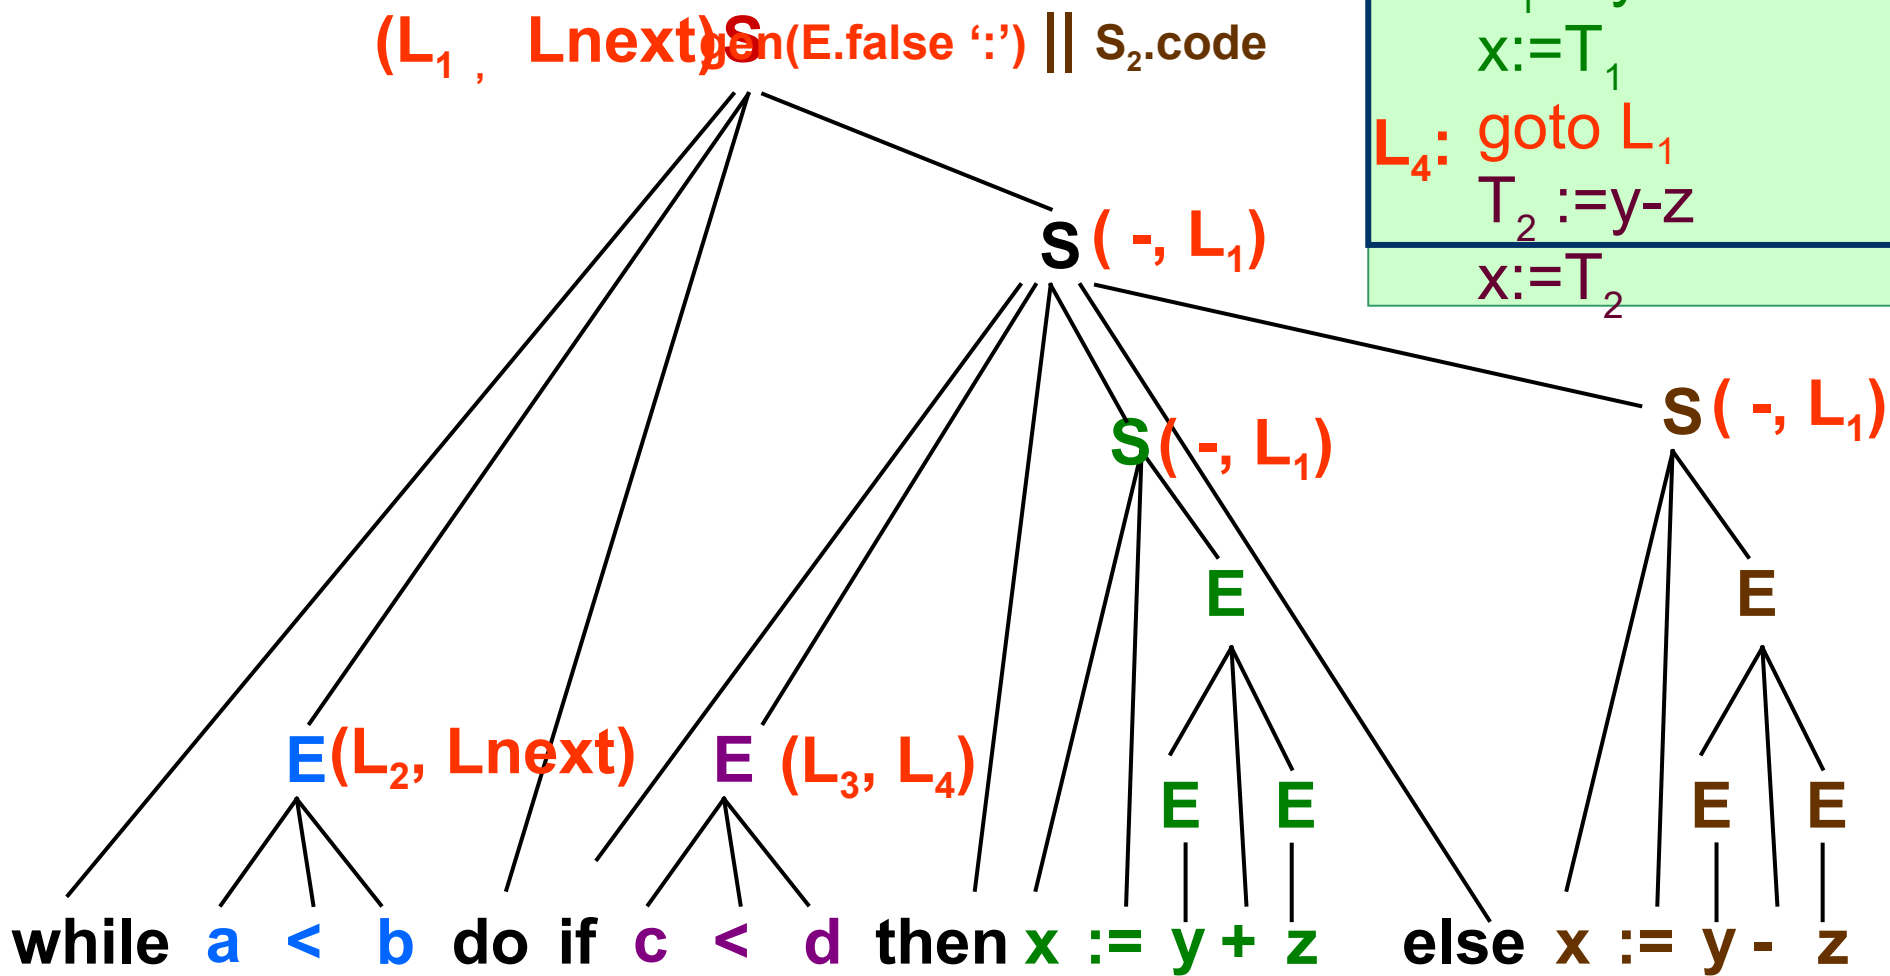 (L1 , Lnext) S gen(E.false ‘:’) || S2.code
x:=T1
L4: goto L1
T2 :=y-z
x:=T2
S ( -, L1)
S ( -, L1)
S ( -, L1)
E
E
E (L2, Lnext)
E (L3, L4)
E E
E E
while a < b do if c < d then x := y + z else x := y - z